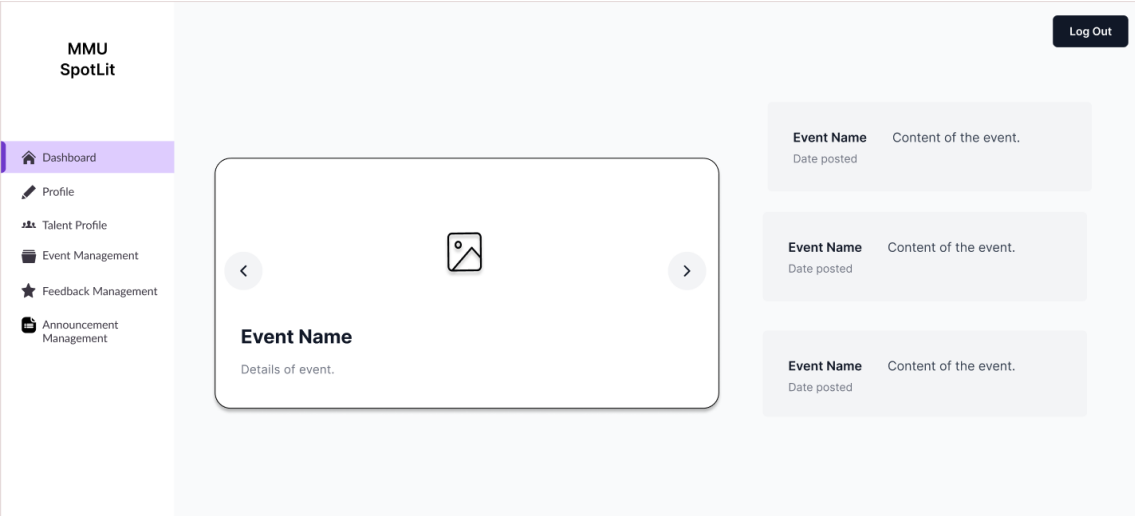 MMU
SpotLit
Log Out
Dashboard
Profile
Talent Profile
Event Management
Feedback Management
Announcement
Management
Event Name
Details of event.
Event Name Content of the event.
Date posted
Event Name Content of the event.
Date posted
Event Name Content of the event.
Date posted